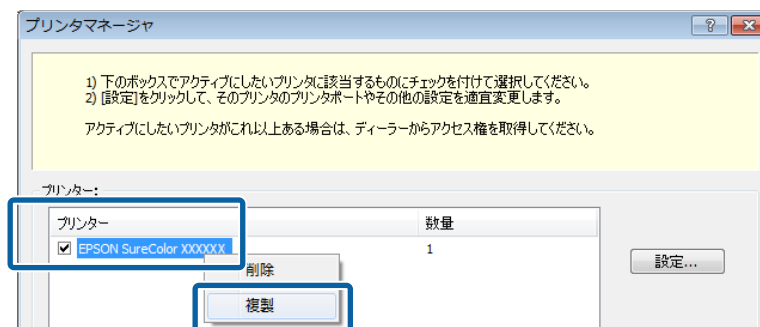 プリンタマネージャ
1) 下のボックスでアクティブにしたいプリンタに該当するものにチェックを付けて選択してください。
2) [設定]をクリックして、そのプリンタのプリンタポートやその他の設定を適宜変更します。
アクティブにしたいプリンタがこれ以上ある場合は、ディーラーからアクセス権を取得してください。
プリンター:
プリンター 数量
EPSON SureColor XXXXXX 1
設定...
削除
複製